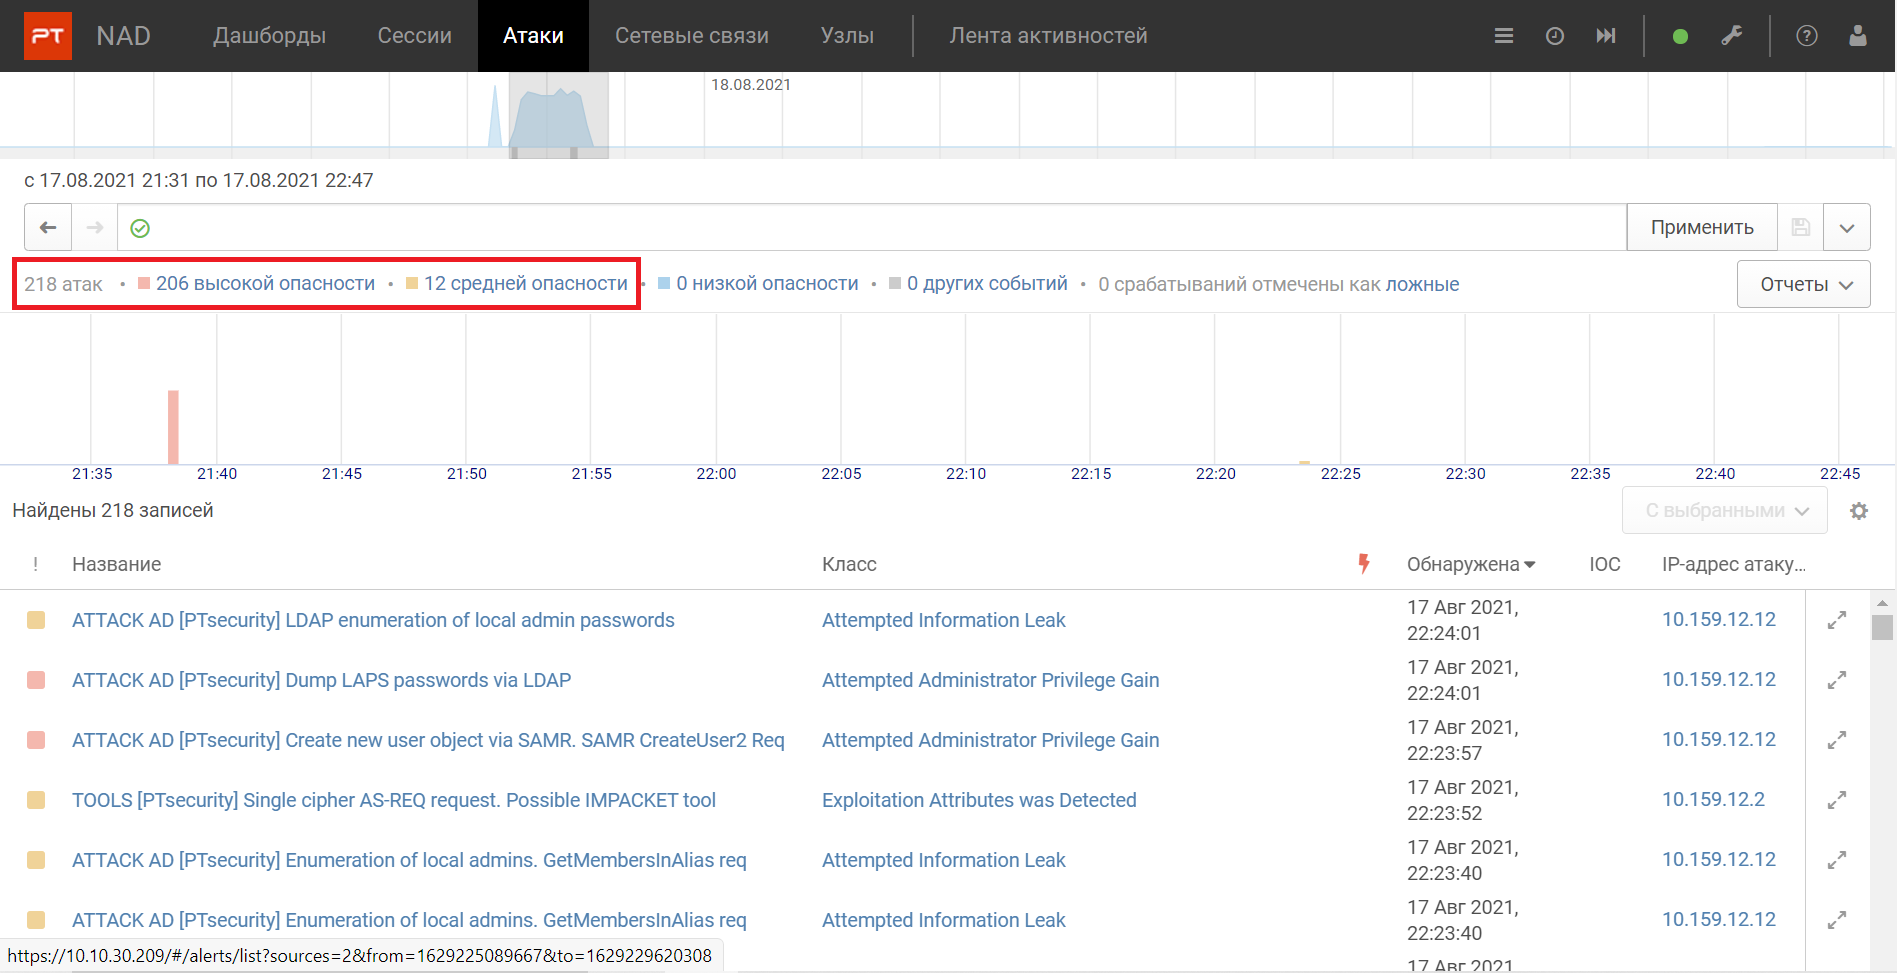 PT NAD Дашборды Сессии Атаки Сетевые связи Узлы Лента активностей
18.08.2021
с 17.08.2021 21:31 по 17.08.2021 22:47
Применить
218 атак • 206 высокой опасности • 12 средней опасности • 0 низкой опасности • 0 других событий • 0 срабатываний отмечены как ложные
Отчеты
21:35 21:40 21:45 21:50 21:55 22:00 22:05 22:10 22:15 22:20 22:25 22:30 22:35 22:40 22:45
Найдены 218 записей
С выбранными
! Название Класс Обнаружена IOC IP-адрес атаку...
ATTACK AD [PTsecurity] LDAP enumeration of local admin passwords Attempted Information Leak 17 Авг 2021, 22:24:01 10.159.12.12
ATTACK AD [PTsecurity] Dump LAPS passwords via LDAP Attempted Administrator Privilege Gain 17 Авг 2021, 22:24:01 10.159.12.12
ATTACK AD [PTsecurity] Create new user object via SAMR. SAMR CreateUser2 Req Attempted Administrator Privilege Gain 17 Авг 2021, 22:23:57 10.159.12.12
TOOLS [PTsecurity] Single cipher AS-REQ request. Possible IMPACKET tool Exploitation Attributes was Detected 17 Авг 2021, 22:23:52 10.159.12.2
ATTACK AD [PTsecurity] Enumeration of local admins. GetMembersInAlias req Attempted Information Leak 17 Авг 2021, 22:23:40 10.159.12.12
ATTACK AD [PTsecurity] Enumeration of local admins. GetMembersInAlias req Attempted Information Leak 17 Авг 2021, 22:23:40 10.159.12.12
17 Авг 2021,
https://10.10.30.209/#/alerts/list?sources=2&from=1629225089667&to=1629229620308